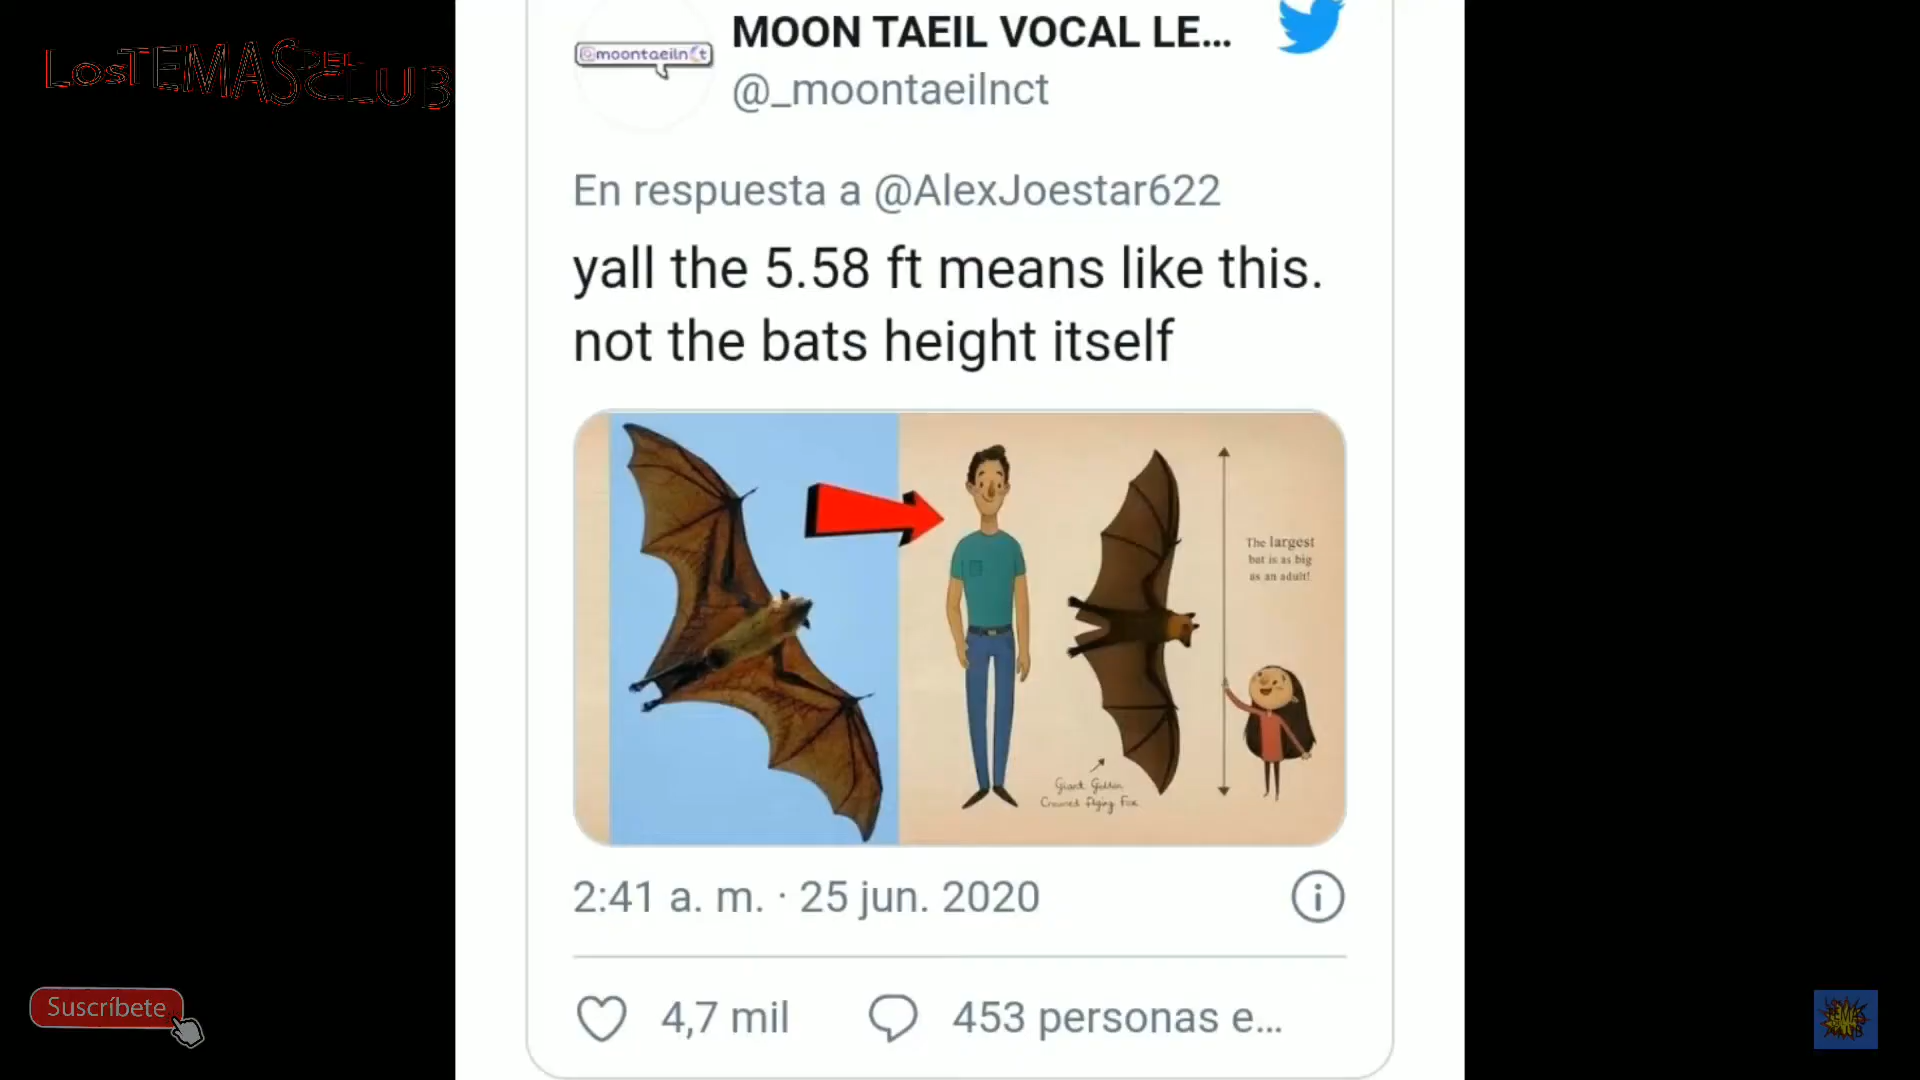 LosTEMASDELCLUB
MOON TAEIL VOCAL LE...
@moontaeilnct
@_moontaeilnct
En respuesta a @AlexJoestar622
yall the 5.58 ft means like this.
not the bats height itself
The largest
bat is as big
as an adult!
Giant Golden
Crowned Flying Fox
2:41 a. m. · 25 jun. 2020
4,7 mil
453 personas e...
Suscríbete